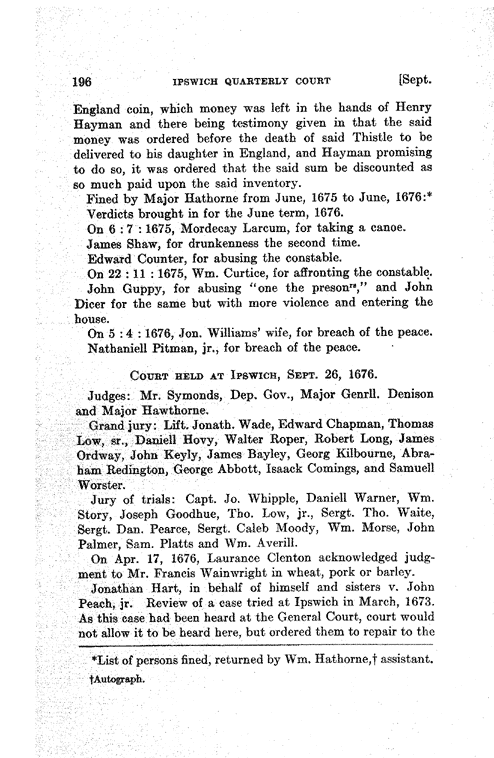 196 IPSWICH QUARTERLY COURT [Sept.
England coin, which money was left in the hands of Henry
Hayman and there being testimony given in that the said
money was ordered before the death of said Thistle to be
delivered to his daughter in England, and Hayman promising
to do so, it was ordered that the said sum be discounted as
so much paid upon the said inventory.
Fined by Major Hathorne from June, 1675 to June, 1676:*
Verdicts brought in for the June term, 1676.
On 6 : 7 : 1675, Mordecay Larcum, for taking a canoe.
James Shaw, for drunkenness the second time.
Edward Counter, for abusing the constable.
On 22 : 11 : 1675, Wm. Curtice, for affronting the constable.
John Guppy, for abusing "one the presonrs," and John
Dicer for the same but with more violence and entering the
house.
On 5 : 4 : 1676, Jon. Williams' wife, for breach of the peace.
Nathaniell Pitman, jr., for breach of the peace.
COURT HELD AT IPSWICH, SEPT. 26, 1676.
Judges: Mr. Symonds, Dep. Gov., Major Genrll. Denison
and Major Hawthorne.
Grand jury: Lift. Jonath. Wade, Edward Chapman, Thomas
Low, sr., Daniell Hovy, Walter Roper, Robert Long, James
Ordway, John Keyly, James Bayley, Georg Kilbourne, Abra-
ham Redington, George Abbott, Isaack Comings, and Samuell
Worster.
Jury of trials: Capt. Jo. Whipple, Daniell Warner, Wm.
Story, Joseph Goodhue, Tho. Low, jr., Sergt. Tho. Waite,
Sergt. Dan. Pearce, Sergt. Caleb Moody, Wm. Morse, John
Palmer, Sam. Platts and Wm. Averill.
On Apr. 17, 1676, Laurance Clenton acknowledged judg-
ment to Mr. Francis Wainwright in wheat, pork or barley.
Jonathan Hart, in behalf of himself and sisters v. John
Peach, jr. Review of a case tried at Ipswich in March, 1673.
As this case had been heard at the General Court, court would
not allow it to be heard here, but ordered them to repair to the
*List of persons fined, returned by Wm. Hathorne,† assistant.
†Autograph.